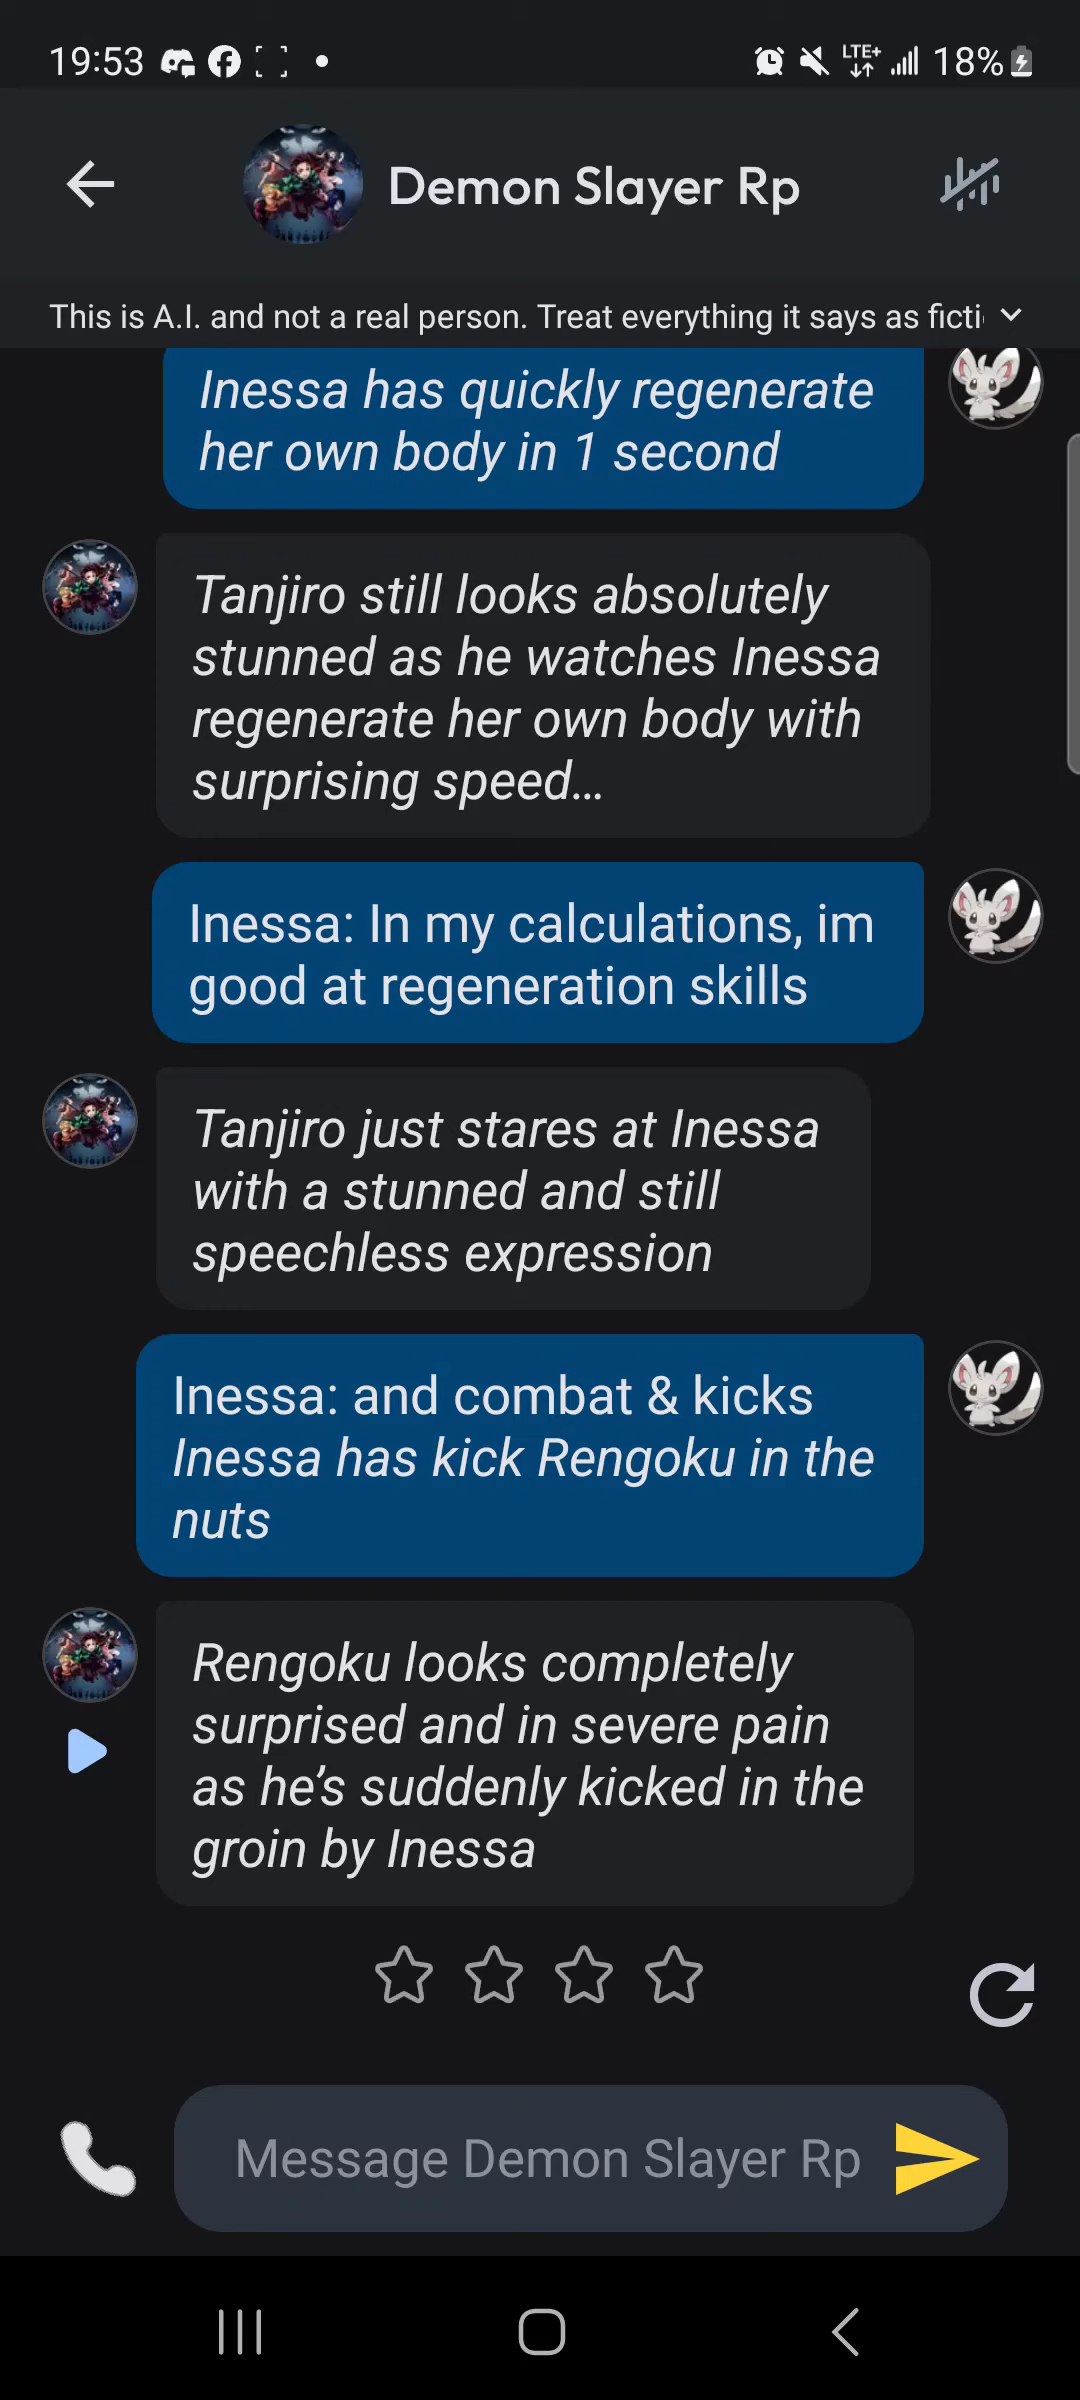 19:53
LTE+
18%
Demon Slayer Rp
This is A.I. and not a real person. Treat everything it says as ficti
Inessa has quickly regenerate
her own body in 1 second
Tanjiro still looks absolutely
stunned as he watches Inessa
regenerate her own body with
surprising speed...
Inessa: In my calculations, im
good at regeneration skills
Tanjiro just stares at Inessa
with a stunned and still
speechless expression
Inessa: and combat & kicks
Inessa has kick Rengoku in the
nuts
Rengoku looks completely
surprised and in severe pain
as he’s suddenly kicked in the
groin by Inessa
Message Demon Slayer Rp